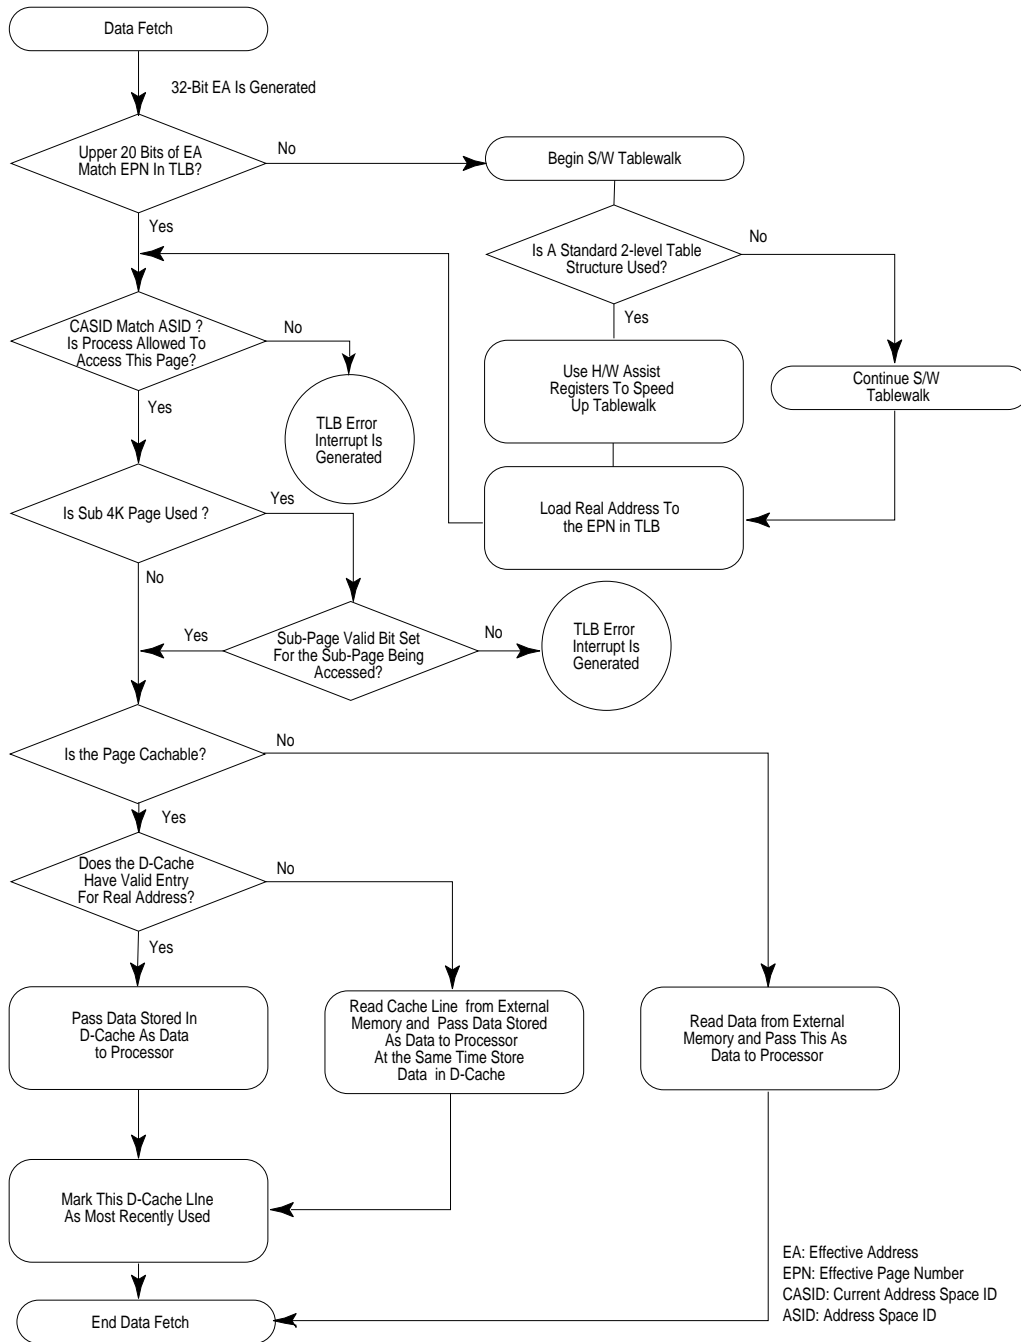 Data Fetch
32-Bit EA Is Generated
Upper 20 Bits of EA
Match EPN In TLB?
No
Begin S/W Tablewalk
Yes
Is A Standard 2-level Table
Structure Used?
No
Yes
CASID Match ASID ?
Is Process Allowed To
Access This Page?
No
Use H/W Assist
Registers To Speed
Up Tablewalk
Continue S/W
Tablewalk
Yes
TLB Error
Interrupt Is
Generated
Is Sub 4K Page Used ?
Yes
Load Real Address To
the EPN in TLB
No
Yes
Sub-Page Valid Bit Set
For the Sub-Page Being
Accessed?
No
TLB Error
Interrupt Is
Generated
Is the Page Cachable?
No
Yes
Does the D-Cache
Have Valid Entry
For Real Address?
No
Yes
Pass Data Stored In
D-Cache As Data
to Processor
Read Cache Line from External
Memory and Pass Data Stored
As Data to Processor
At the Same Time Store
Data in D-Cache
Read Data from External
Memory and Pass This As
Data to Processor
Mark This D-Cache LIne
As Most Recently Used
End Data Fetch
EA: Effective Address
EPN: Effective Page Number
CASID: Current Address Space ID
ASID: Address Space ID